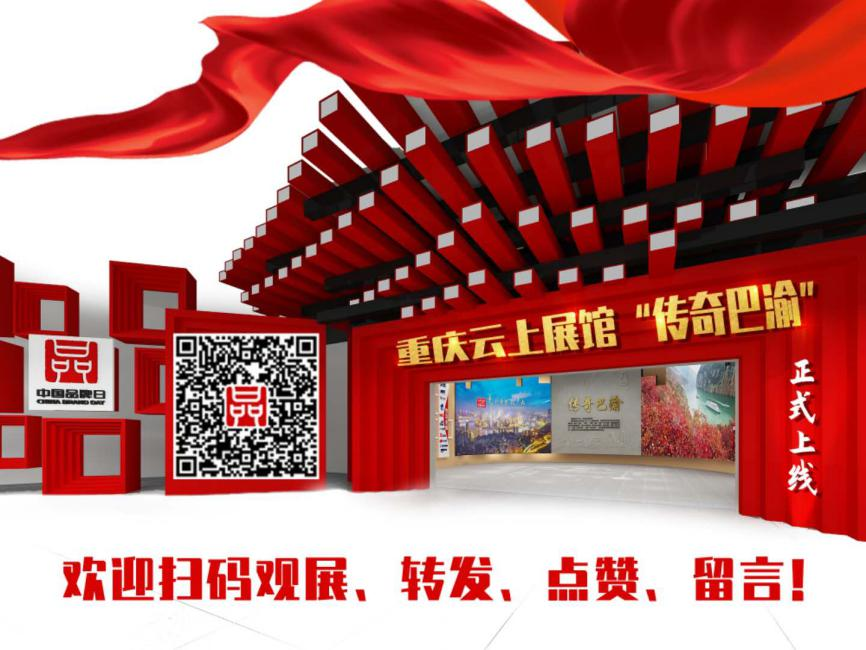 重庆云上展馆“传奇巴渝”
正式上线
品
中国品牌日
CHINA BRAND DAY
品
传奇巴渝
欢迎扫码观展、转发、点赞、留言!